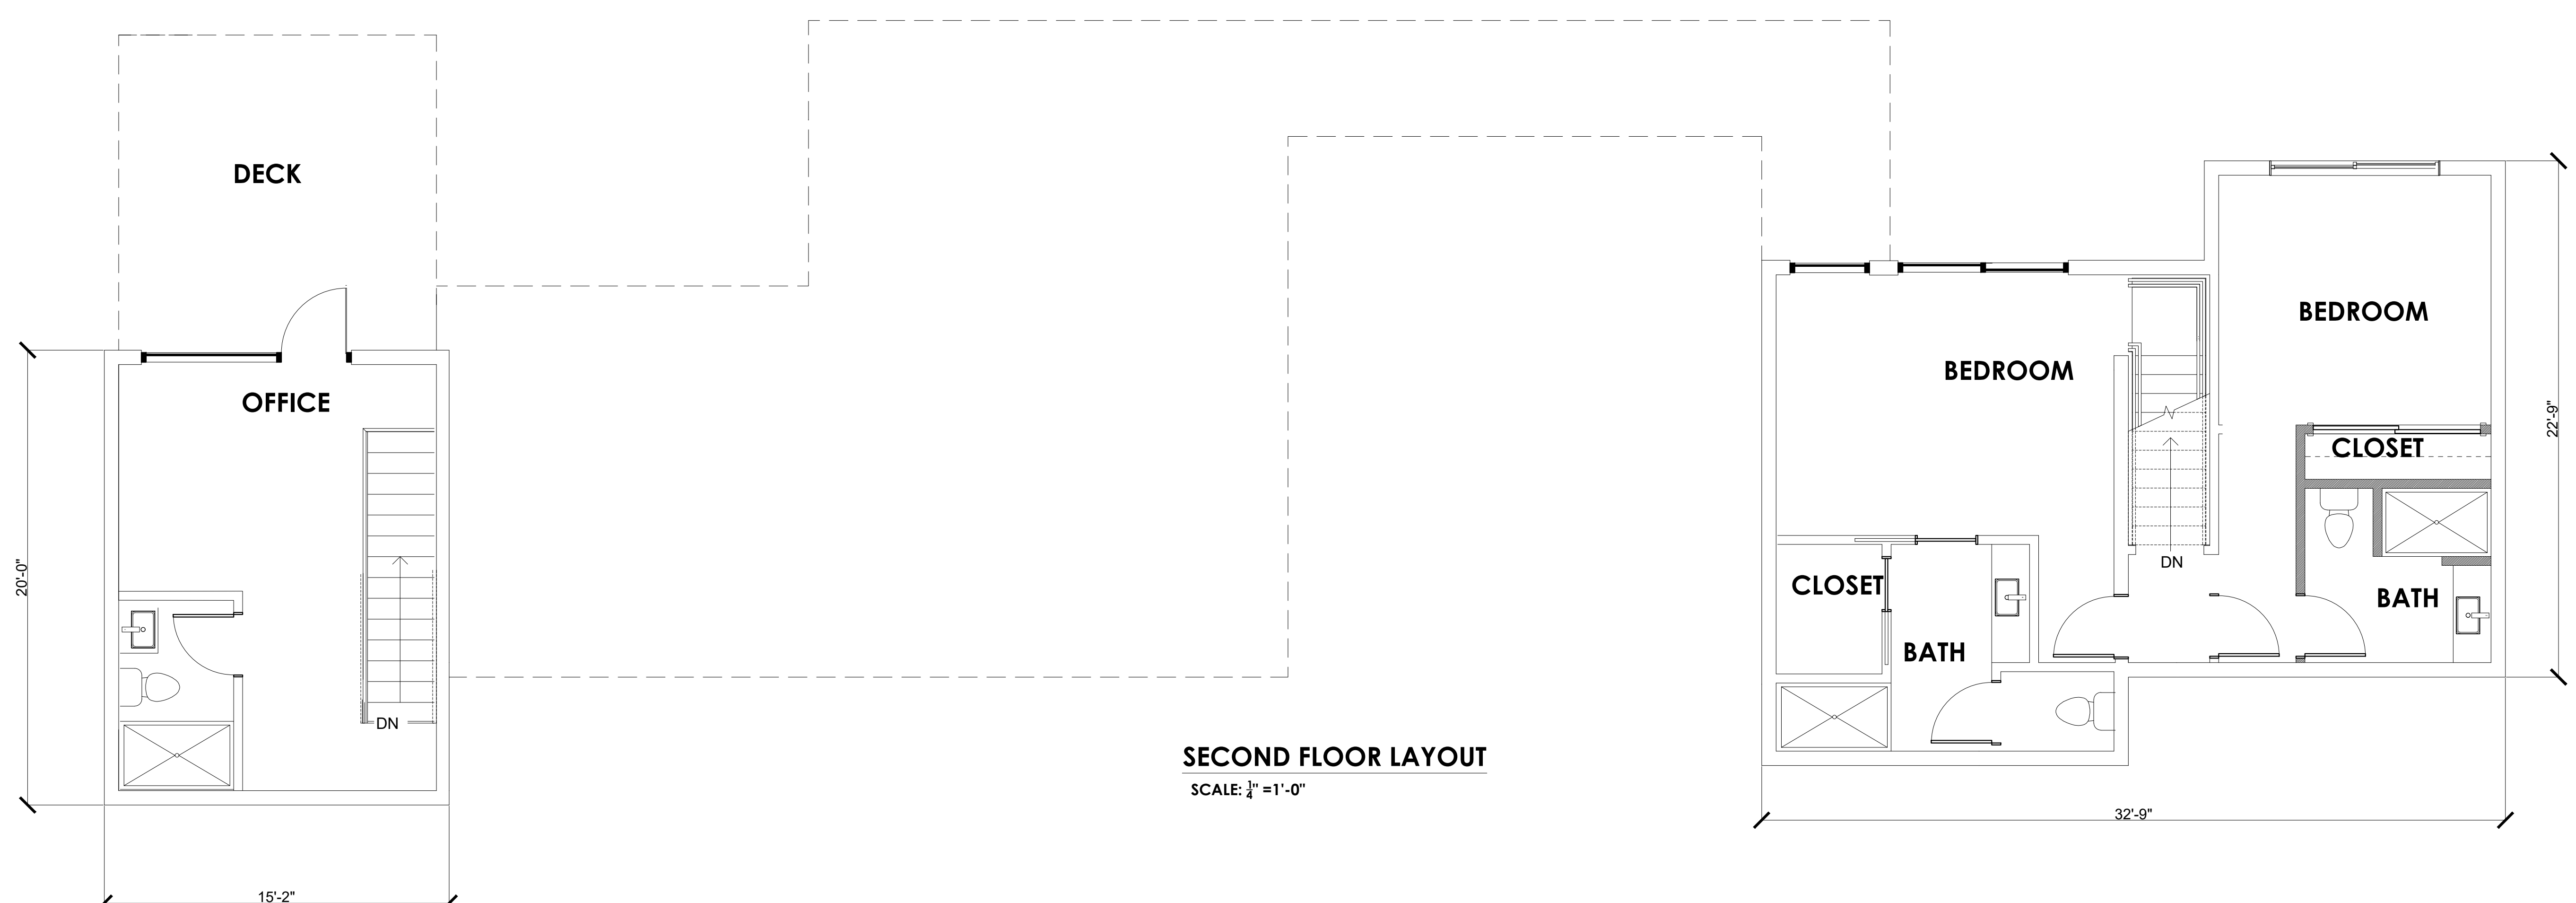 DECK
OFFICE
20'-0"
DN
15'-2"
SECOND FLOOR LAYOUT
SCALE: 1/4" =1'-0"
BEDROOM
BEDROOM
CLOSET
22'-9"
DN
CLOSET
BATH
BATH
32'-9"